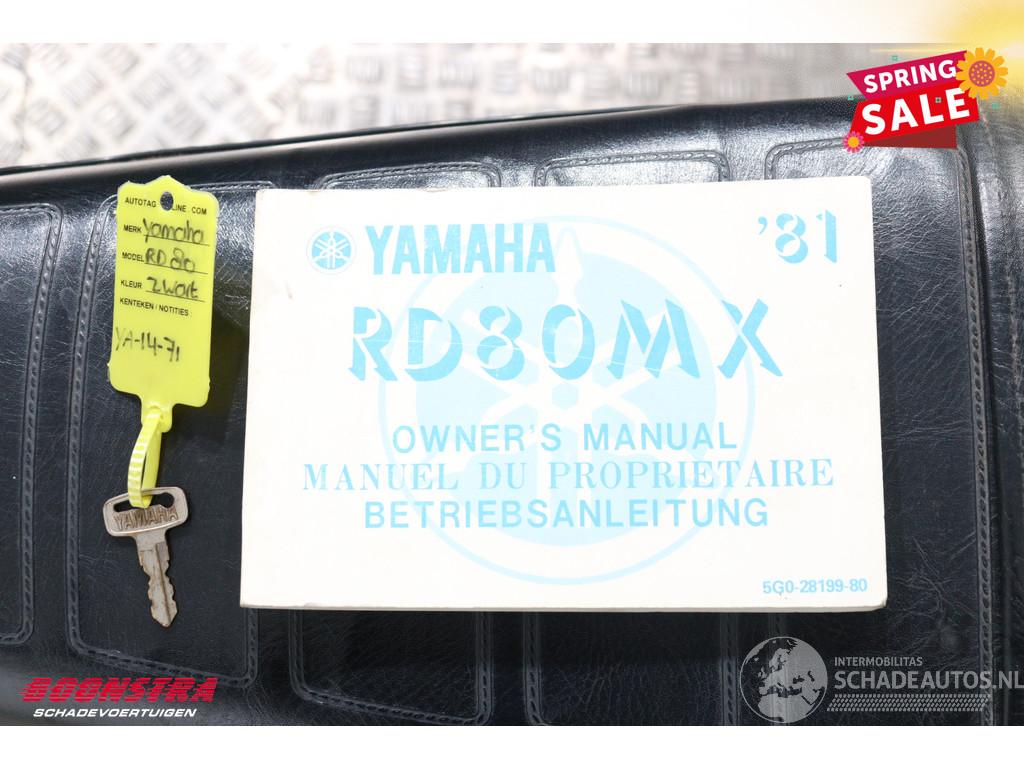 SPRING
SALE
AUTOTAG LINE.COM
MERK Yamaha
MODEL RD 80
KLEUR Zwart
KENTEKEN / NOTITIES :
YA-14-71
YAMAHA
YAMAHA '81
RD80MX
OWNER'S MANUAL
MANUEL DU PROPRIETAIRE
BETRIEBSANLEITUNG
5G0-28199-80
BOONSTRA
SCHADEVOERTUIGEN
INTERMOBILITAS
SCHADEAUTOS.NL